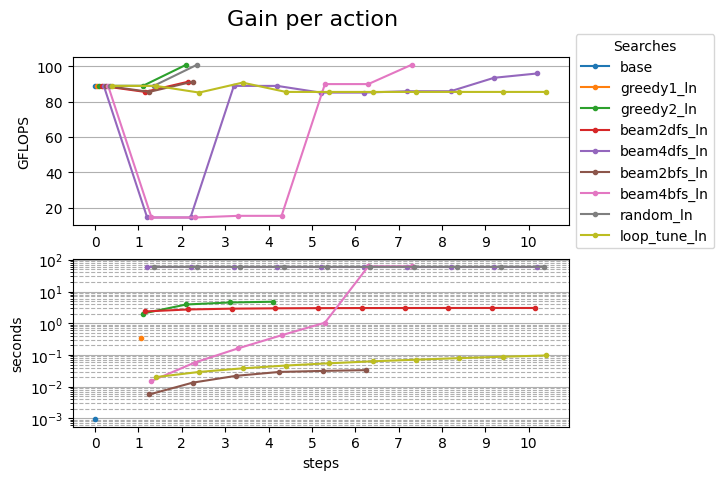 Gain per action
GFLOPS
100
80
60
40
20
0 1 2 3 4 5 6 7 8 9 10
seconds
10²
10¹
10⁰
10⁻¹
10⁻²
10⁻³
0 1 2 3 4 5 6 7 8 9 10
steps
Searches
base
greedy1_ln
greedy2_ln
beam2dfs_ln
beam4dfs_ln
beam2bfs_ln
beam4bfs_ln
random_ln
loop_tune_ln